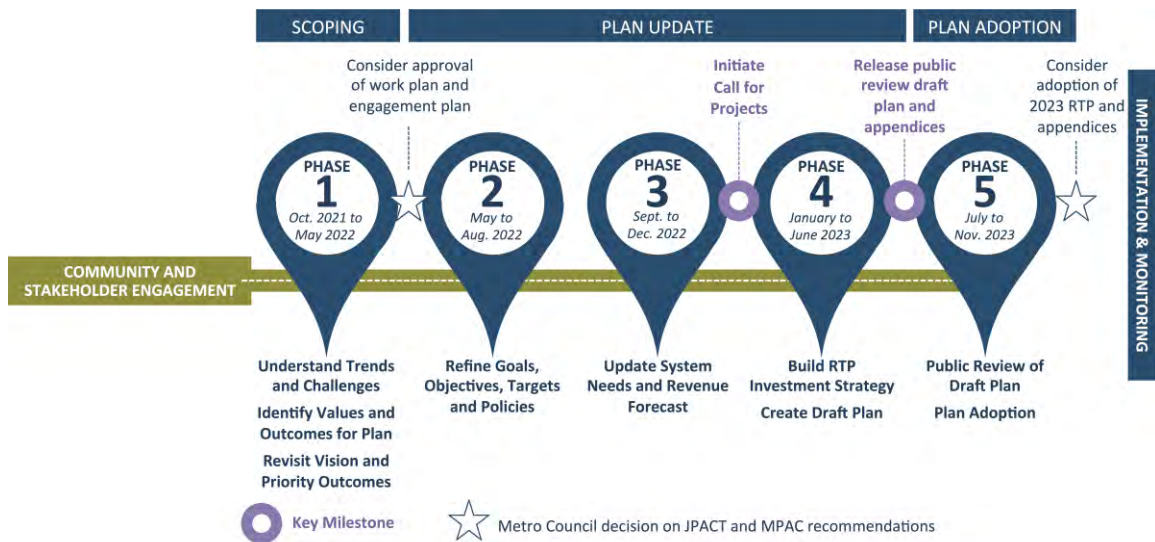 SCOPING
PLAN UPDATE
PLAN ADOPTION
Consider approval
of work plan and
engagement plan
Initiate
Call for
Projects
Release public
review draft
plan and
appendices
Consider
adoption of
2023 RTP and
appendices
IMPLEMENTATION & MONITORING
PHASE
1
Oct. 2021 to
May 2022
PHASE
2
May to
Aug. 2022
PHASE
3
Sept. to
Dec. 2022
PHASE
4
January to
June 2023
PHASE
5
July to
Nov. 2023
COMMUNITY AND
STAKEHOLDER ENGAGEMENT
Understand Trends
and Challenges
Identify Values and
Outcomes for Plan
Revisit Vision and
Priority Outcomes
Refine Goals,
Objectives, Targets
and Policies
Update System
Needs and Revenue
Forecast
Build RTP
Investment Strategy
Create Draft Plan
Public Review of
Draft Plan
Plan Adoption
Key Milestone
Metro Council decision on JPACT and MPAC recommendations